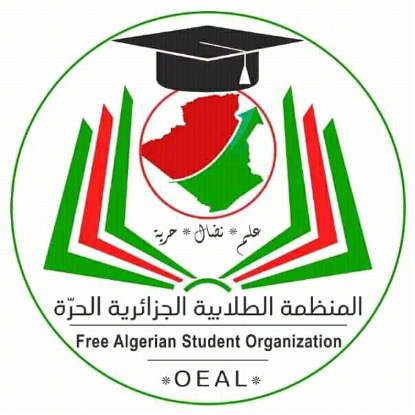 علم * نضال * حرية
المنظمة الطلابية الجزائرية الحرّة
Free Algerian Student Organization
*OEAL*